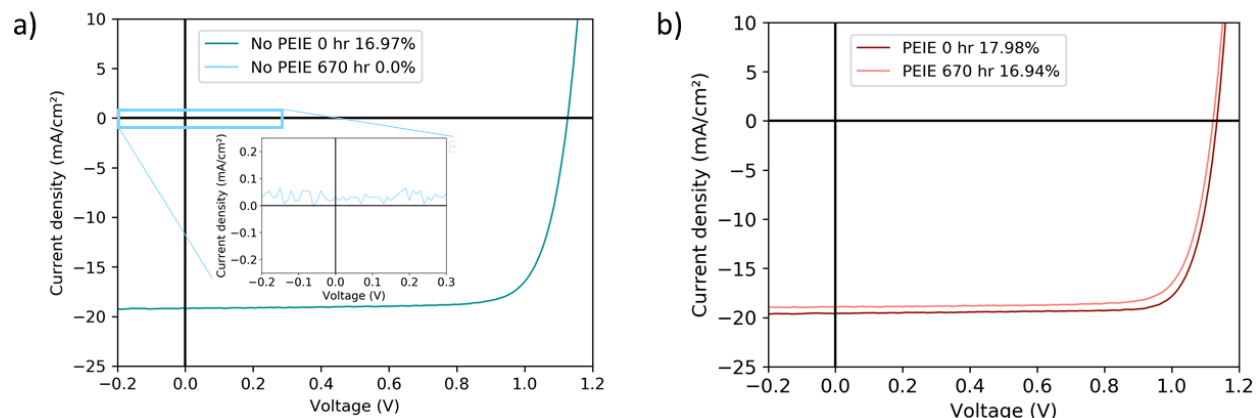 a)
10
5
0
−5
−10
−15
−20
−25
Current density (mA/cm²)
No PEIE 0 hr 16.97%
No PEIE 670 hr 0.0%
0.2
0.1
0.0
−0.1
−0.2
Current density (mA/cm²)
−0.2 −0.1 0.0 0.1 0.2 0.3
Voltage (V)
−0.2 0.0 0.2 0.4 0.6 0.8 1.0 1.2
Voltage (V)
b)
10
5
0
−5
−10
−15
−20
−25
Current density (mA/cm²)
PEIE 0 hr 17.98%
PEIE 670 hr 16.94%
−0.2 0.0 0.2 0.4 0.6 0.8 1.0 1.2
Voltage (V)